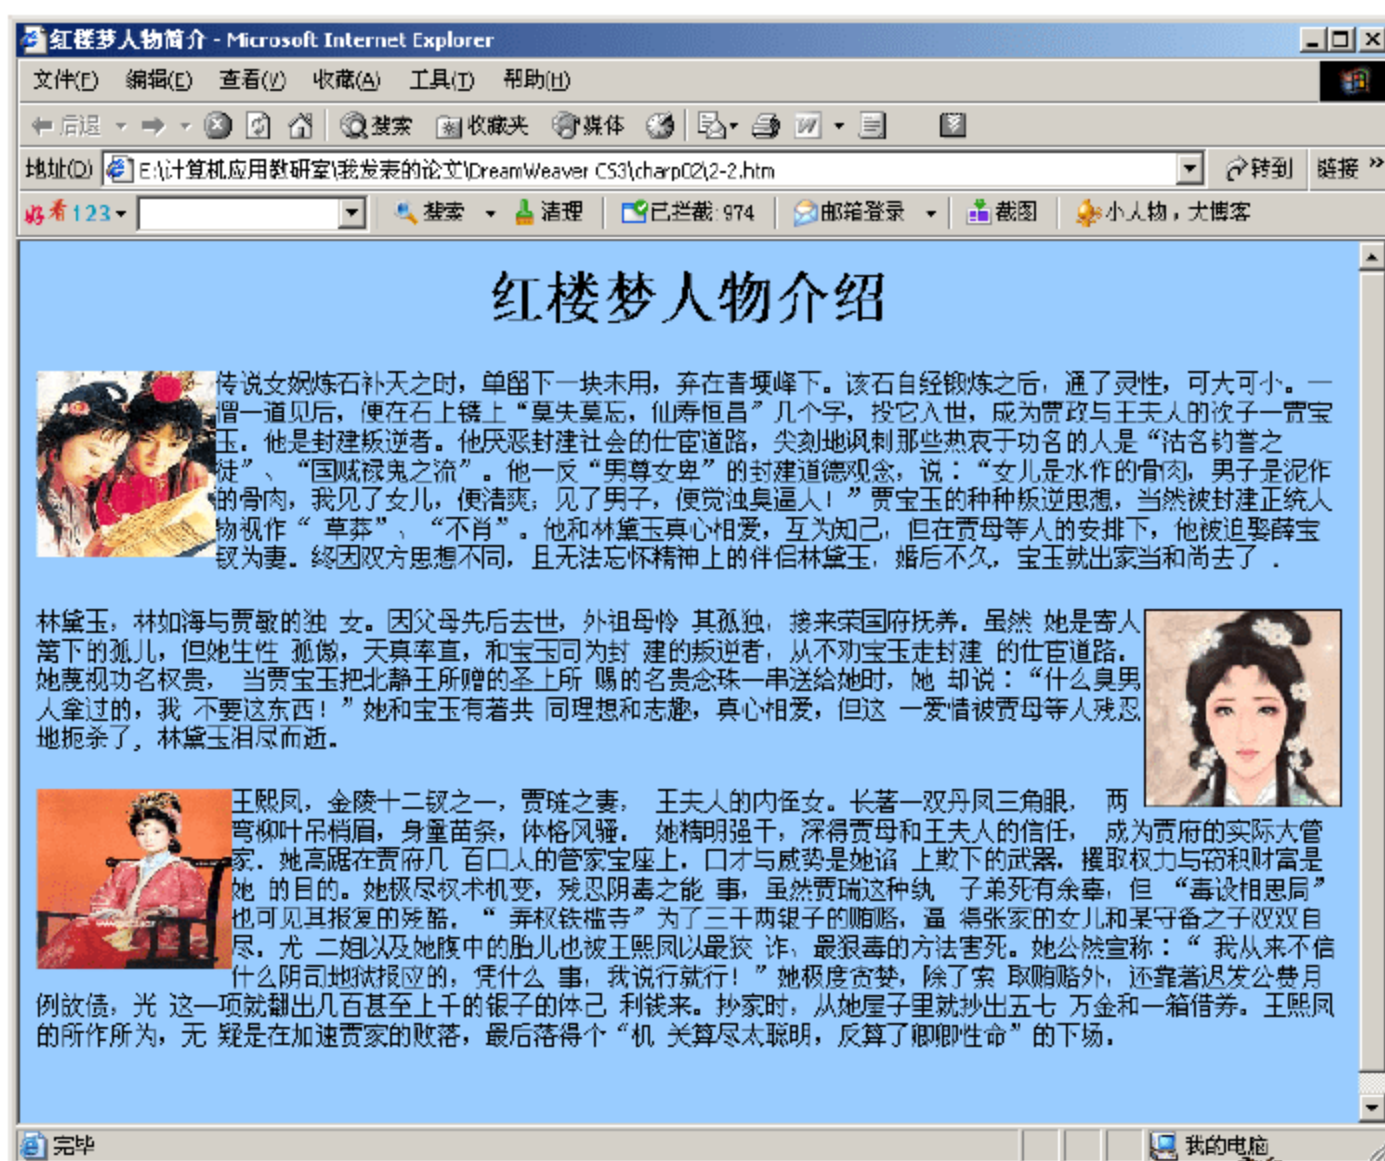 红楼梦人物简介 - Microsoft Internet Explorer
文件(F) 编辑(E) 查看(V) 收藏(A) 工具(T) 帮助(H)
后退 搜索 收藏夹 媒体
地址(D) E:\计算机应用教研室\我发表的论文\DreamWeaver CS3\charp02\2-2.htm 转到 链接 »
好看123 搜索 清理 已拦截: 974 邮箱登录 截图 小人物，大博客
红楼梦人物介绍
传说女娲炼石补天之时，单留下一块未用，弃在青埂峰下。该石自经锻炼之后，通了灵性，可大可小。一
僧一道见后，便在石上镌上“莫失莫忘，仙寿恒昌”几个字，投它入世，成为贾政与王夫人的次子—贾宝
玉。他是封建叛逆者。他厌恶封建社会的仕宦道路，尖刻地讽刺那些热衷于功名的人是“沽名钓誉之
徒”、“国贼禄鬼之流”。他一反“男尊女卑”的封建道德观念，说：“女儿是水作的骨肉，男子是泥作
的骨肉，我见了女儿，便清爽；见了男子，便觉浊臭逼人！”贾宝玉的种种叛逆思想，当然被封建正统人
物视作“ 草莽”、“不肖”。他和林黛玉真心相爱，互为知己，但在贾母等人的安排下，他被迫娶薛宝
钗为妻。终因双方思想不同，且无法忘怀精神上的伴侣林黛玉，婚后不久，宝玉就出家当和尚去了 .
林黛玉，林如海与贾敏的独 女。因父母先后去世，外祖母怜 其孤独，接来荣国府抚养。虽然 她是寄人
篱下的孤儿，但她生性 孤傲，天真率直，和宝玉同为封 建的叛逆者，从不劝宝玉走封建 的仕宦道路。
她蔑视功名权贵， 当贾宝玉把北静王所赠的圣上所 赐的名贵念珠一串送给她时，她 却说：“什么臭男
人拿过的，我 不要这东西！”她和宝玉有着共 同理想和志趣，真心相爱，但这 一爱情被贾母等人残忍
地扼杀了，林黛玉泪尽而逝。
王熙凤，金陵十二钗之一，贾琏之妻， 王夫人的内侄女。长著一双丹凤三角眼， 两
弯柳叶吊梢眉，身量苗条，体格风骚。 她精明强干，深得贾母和王夫人的信任， 成为贾府的实际大管
家。她高踞在贾府几 百口人的管家宝座上，口才与威势是她谄 上欺下的武器，攫取权力与窃积财富是
她 的目的。她极尽权术机变，残忍阴毒之能 事，虽然贾瑞这种纨 子弟死有余辜，但 “毒设相思局”
也可见其报复的残酷。“ 弄权铁槛寺”为了三千两银子的贿赂，逼 得张家的女儿和某守备之子双双自
尽。尤 二姐以及她腹中的胎儿也被王熙凤以最狡 诈、最狠毒的方法害死。她公然宣称：“ 我从来不信
什么阴司地狱报应的，凭什么 事，我说行就行！”她极度贪婪，除了索 取贿赂外，还靠著迟发公费月
例放债，光 这一项就翻出几百甚至上千的银子的体己 利钱来。抄家时，从她屋子里就抄出五七 万金和一箱借券。王熙凤
的所作所为，无 疑是在加速贾家的败落，最后落得个“机 关算尽太聪明，反算了卿卿性命”的下场。
完毕 我的电脑